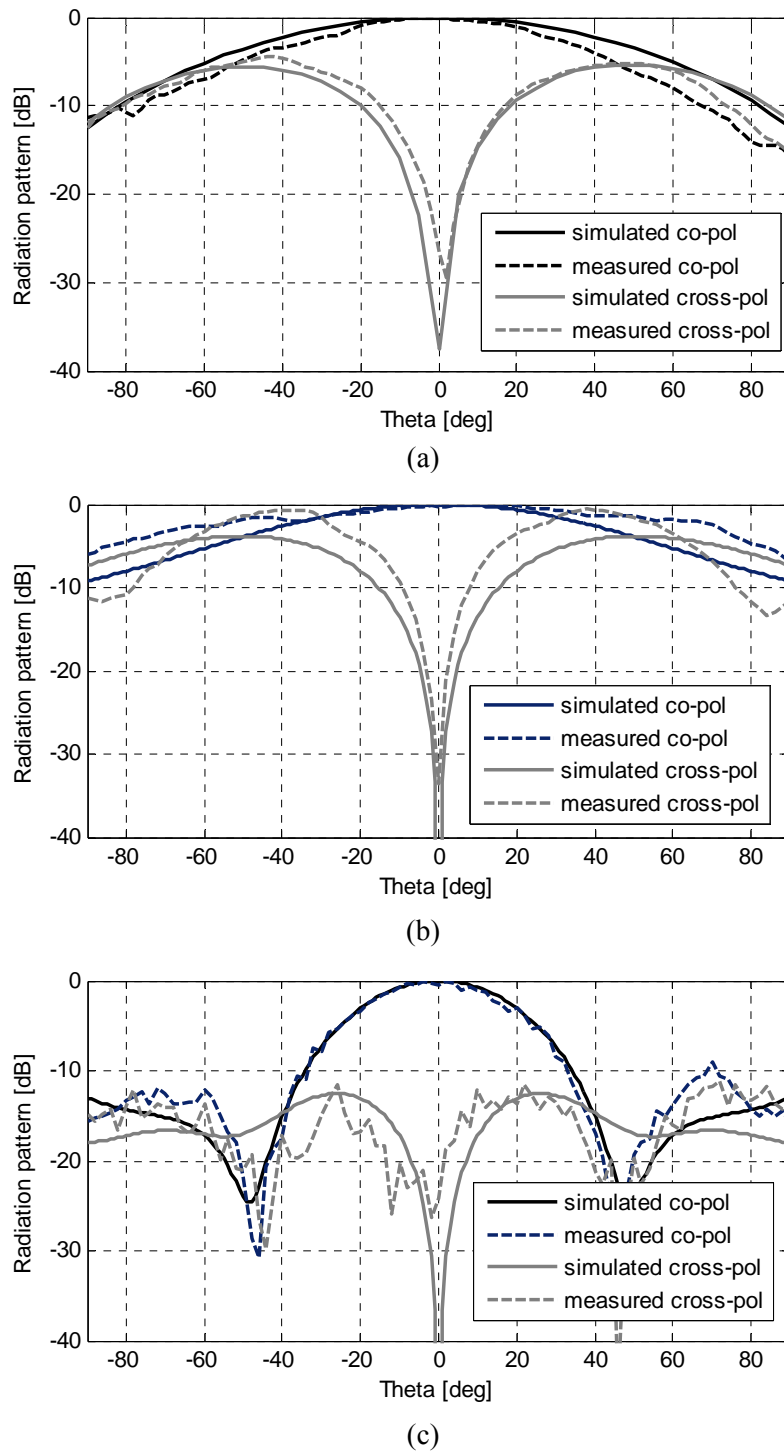 0
-10
-20
-30
-40
Radiation pattern [dB]
simulated co-pol
measured co-pol
simulated cross-pol
measured cross-pol
-80 -60 -40 -20 0 20 40 60 80
Theta [deg]
(a)
0
-10
-20
-30
-40
Radiation pattern [dB]
simulated co-pol
measured co-pol
simulated cross-pol
measured cross-pol
-80 -60 -40 -20 0 20 40 60 80
Theta [deg]
(b)
0
-10
-20
-30
-40
Radiation pattern [dB]
simulated co-pol
measured co-pol
simulated cross-pol
measured cross-pol
-80 -60 -40 -20 0 20 40 60 80
Theta [deg]
(c)